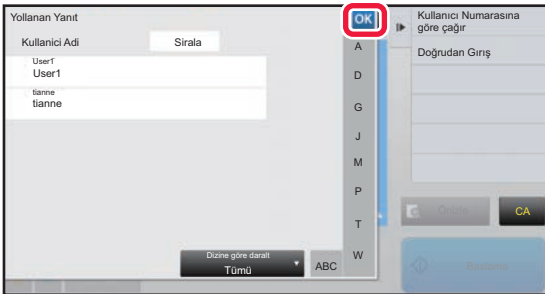 Yollanan Yanıt
OK
Kullanici Adi
Sirala
User1
User1
tianne
tianne
A
D
G
J
M
P
T
W
Dizine göre daralt
Tümü
ABC
Kullanıcı Numarasına
göre çağır
Doğrudan Girış
CA